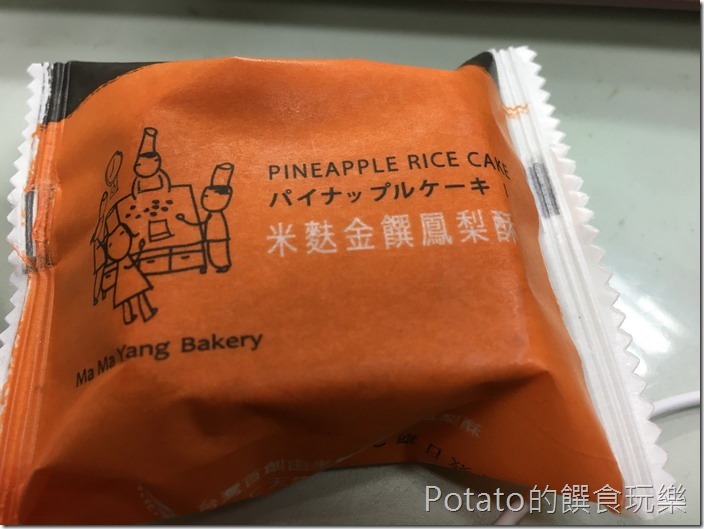 PINEAPPLE RICE CAKE
パイナップルケーキ
米麩金饌鳳梨酥
Ma Ma Yang Bakery
Potato的饌食玩樂